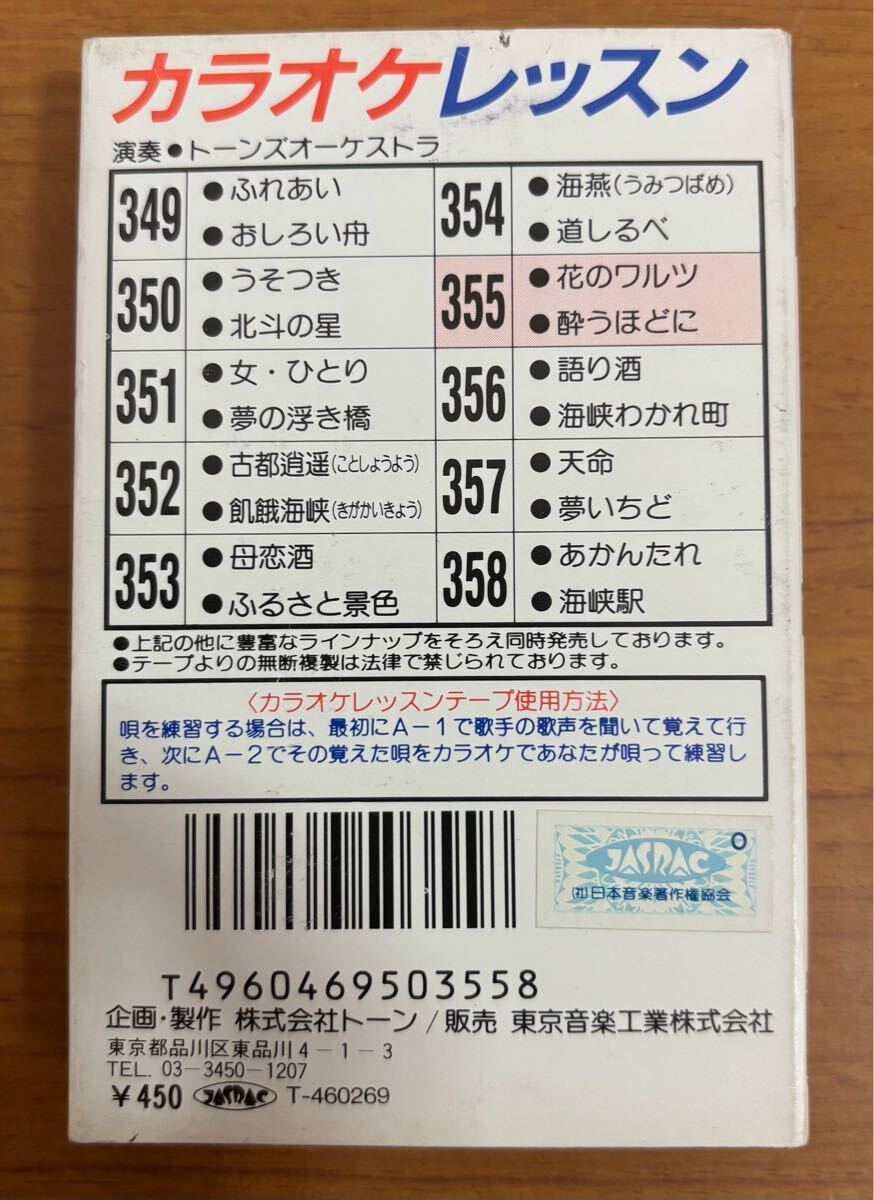 カラオケレッスン
演奏●トーンズオーケストラ
349
●ふれあい
●おしろい舟
350
●うそつき
●北斗の星
351
●女・ひとり
●夢の浮き橋
352
●古都逍遥(ことしょうよう)
●飢餓海峡(きがかいきょう)
353
●母恋酒
●ふるさと景色
354
●海燕(うみつばめ)
●道しるべ
355
●花のワルツ
●酔うほどに
356
●語り酒
●海峡わかれ町
357
●天命
●夢いちど
358
●あかんたれ
●海峡駅
●上記の他に豊富なラインナップをそろえ同時発売しております。
●テープよりの無断複製は法律で禁じられております。
〈カラオケレッスンテープ使用方法〉
唄を練習する場合は、最初にA－1で歌手の歌声を聞いて覚えて行
き、次にA－2でその覚えた唄をカラオケであなたが唄って練習し
ます。
O
JASRAC
(社)日本音楽著作権協会
T4960469503558
企画・製作 株式会社トーン/販売 東京音楽工業株式会社
東京都品川区東品川4－1－3
TEL. 03－3450－1207
¥450 JASRAC T-460269